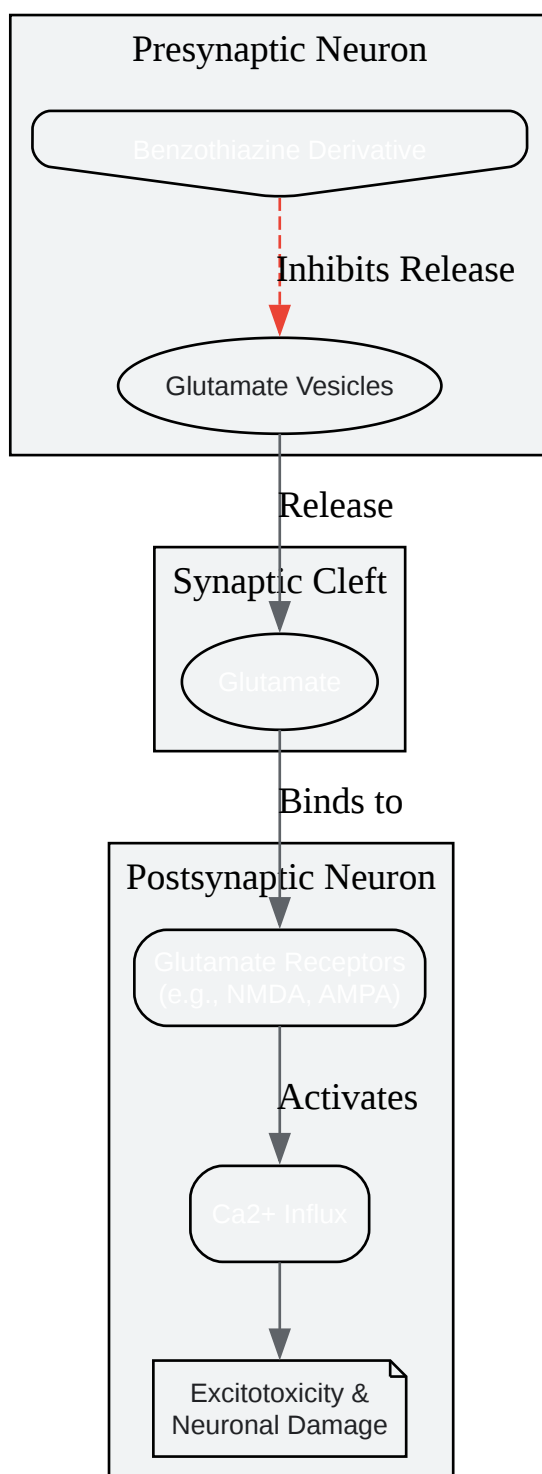 Presynaptic Neuron
Benzothiazine Derivative
Inhibits Release
Glutamate Vesicles
Release
Synaptic Cleft
Glutamate
Binds to
Postsynaptic Neuron
Glutamate Receptors
(e.g., NMDA, AMPA)
Activates
Ca2+ Influx
Excitotoxicity &
Neuronal Damage